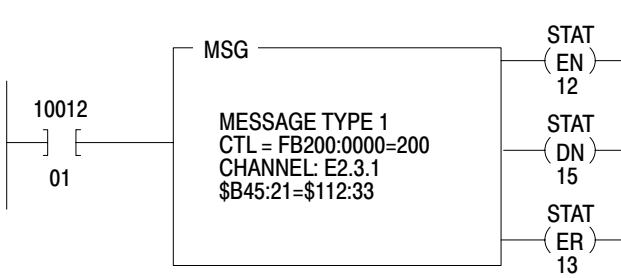 MSG
10012
01
MESSAGE TYPE 1
CTL = FB200:0000=200
CHANNEL: E2.3.1
$B45:21=$112:33
STAT
EN
12
STAT
DN
15
STAT
ER
13